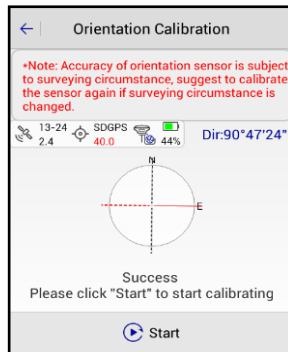 Orientation Calibration
*Note: Accuracy of orientation sensor is subject
to surveying circumstance, suggest to calibrate
the sensor again if surveying circumstance is
changed.
13-24 SDGPS
2.4 40.0 44% Dir:90°47'24"
N
E
Success
Please click "Start" to start calibrating
Start